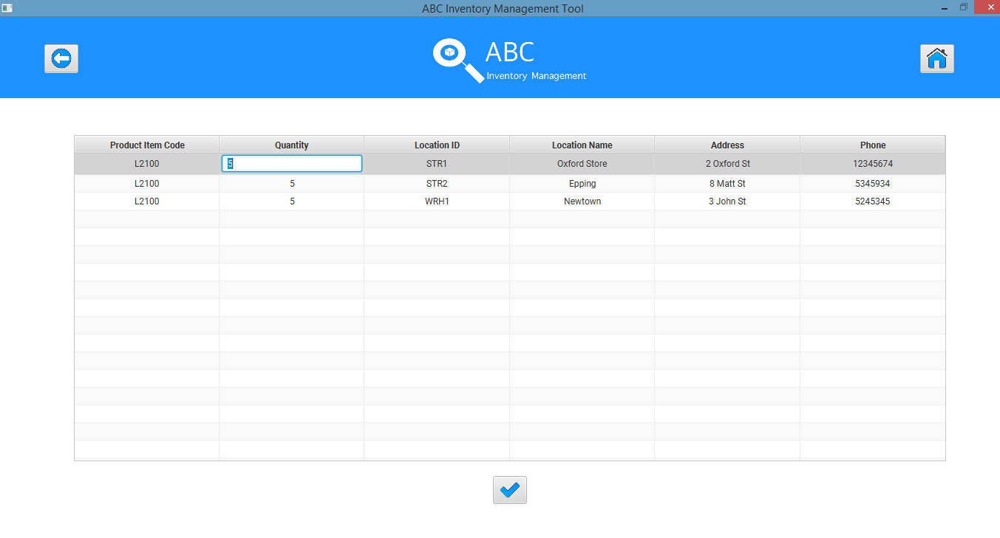 ABC Inventory Management Tool
ABC
Inventory Management
Product Item Code Quantity Location ID Location Name Address Phone
L2100 5 STR1 Oxford Store 2 Oxford St 12345674
L2100 5 STR2 Epping 8 Matt St 5345934
L2100 5 WRH1 Newtown 3 John St 5245345